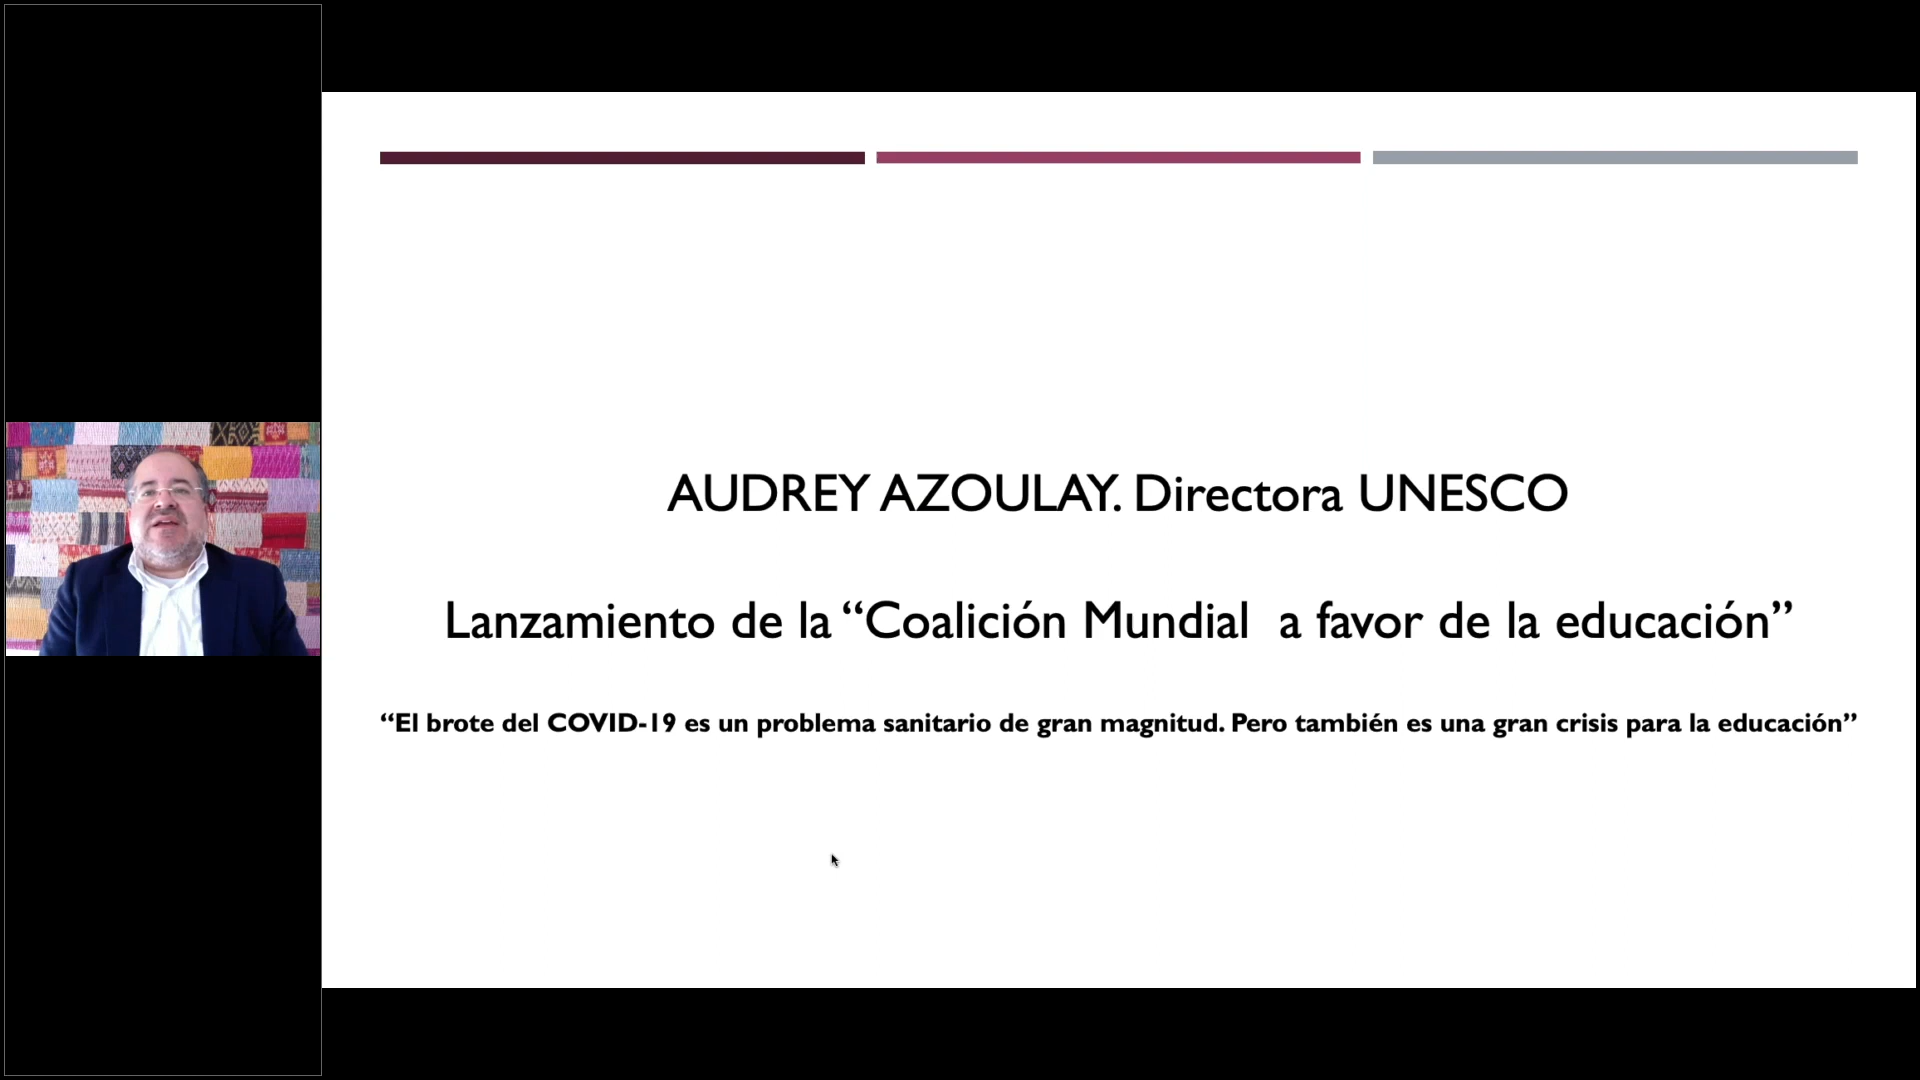 AUDREY AZOULAY. Directora UNESCO
Lanzamiento de la “Coalición Mundial  a favor de la educación”
“El brote del COVID-19 es un problema sanitario de gran magnitud. Pero también es una gran crisis para la educación”